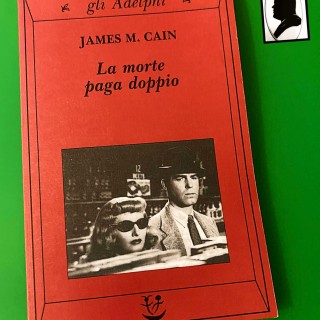 gli Adelphi
JAMES M. CAIN
La morte
paga doppio